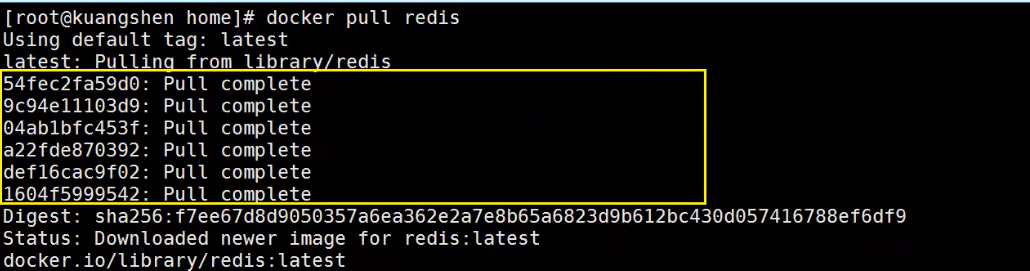 [root@kuangshen home]# docker pull redis
Using default tag: latest
latest: Pulling from library/redis
54fec2fa59d0: Pull complete
9c94e11103d9: Pull complete
04ab1bfc453f: Pull complete
a22fde870392: Pull complete
def16cac9f02: Pull complete
1604f5999542: Pull complete
Digest: sha256:f7ee67d8d9050357a6ea362e2a7e8b65a6823d9b612bc430d057416788ef6df9
Status: Downloaded newer image for redis:latest
docker.io/library/redis:latest